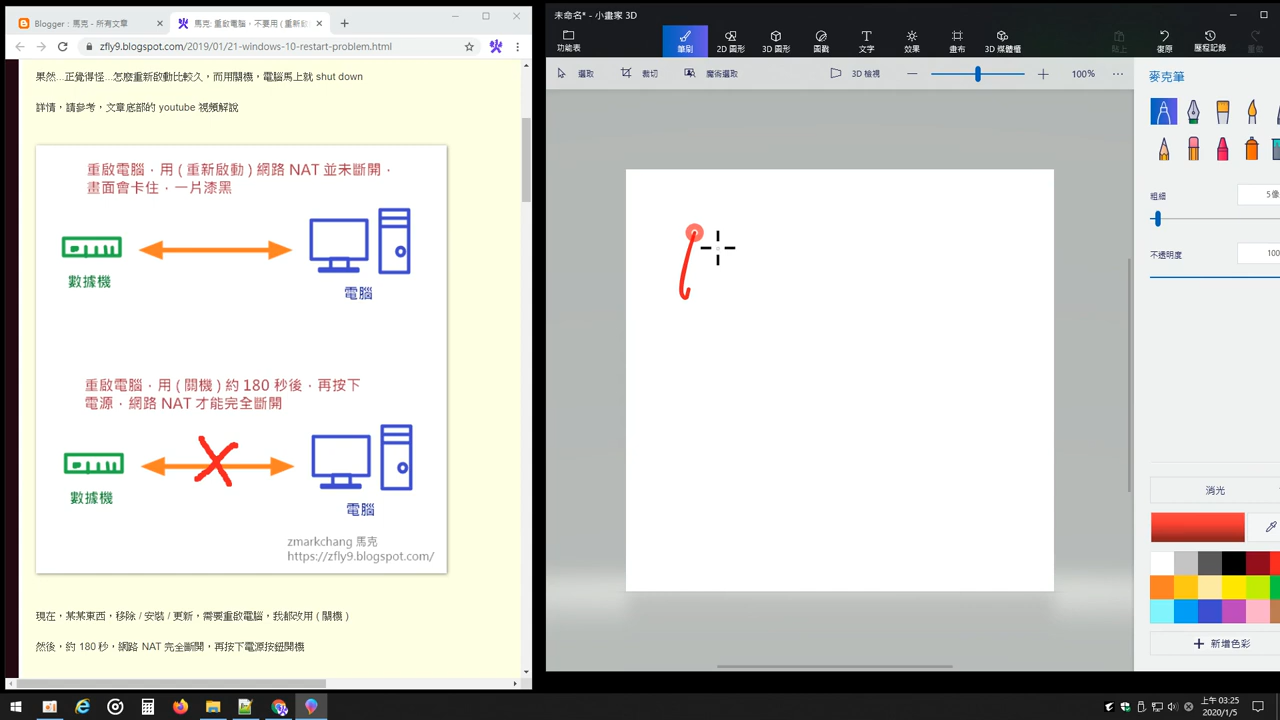 Blogger：馬克 - 所有文章
馬克: 重啟電腦，不要用 ( 重新啟
zfly9.blogspot.com/2019/01/21-windows-10-restart-problem.html
果然...正覺得怪...怎麼重新啟動比較久，而用關機，電腦馬上就 shut down
詳情，請參考，文章底部的 youtube 視頻解說
重啟電腦，用 ( 重新啟動 ) 網路 NAT 並未斷開，
畫面會卡住，一片漆黑
數據機
電腦
重啟電腦，用 ( 關機 ) 約 180 秒後，再按下
電源，網路 NAT 才能完全斷開
數據機
電腦
zmarkchang 馬克
https://zfly9.blogspot.com/
現在，某某東西，移除 / 安裝 / 更新，需要重啟電腦，我都改用 ( 關機 )
然後，約 180 秒，網路 NAT 完全斷開，再按下電源按鈕開機
未命名* - 小畫家 3D
功能表
筆刷
2D 圖形
3D 圖形
圖戳
文字
效果
畫布
3D 媒體櫃
貼上
復原
歷程記錄
重做
選取
裁切
魔術選取
3D 檢視
100%
麥克筆
粗細
5像
不透明度
100
消光
新增色彩
上午 03:25
2020/1/5